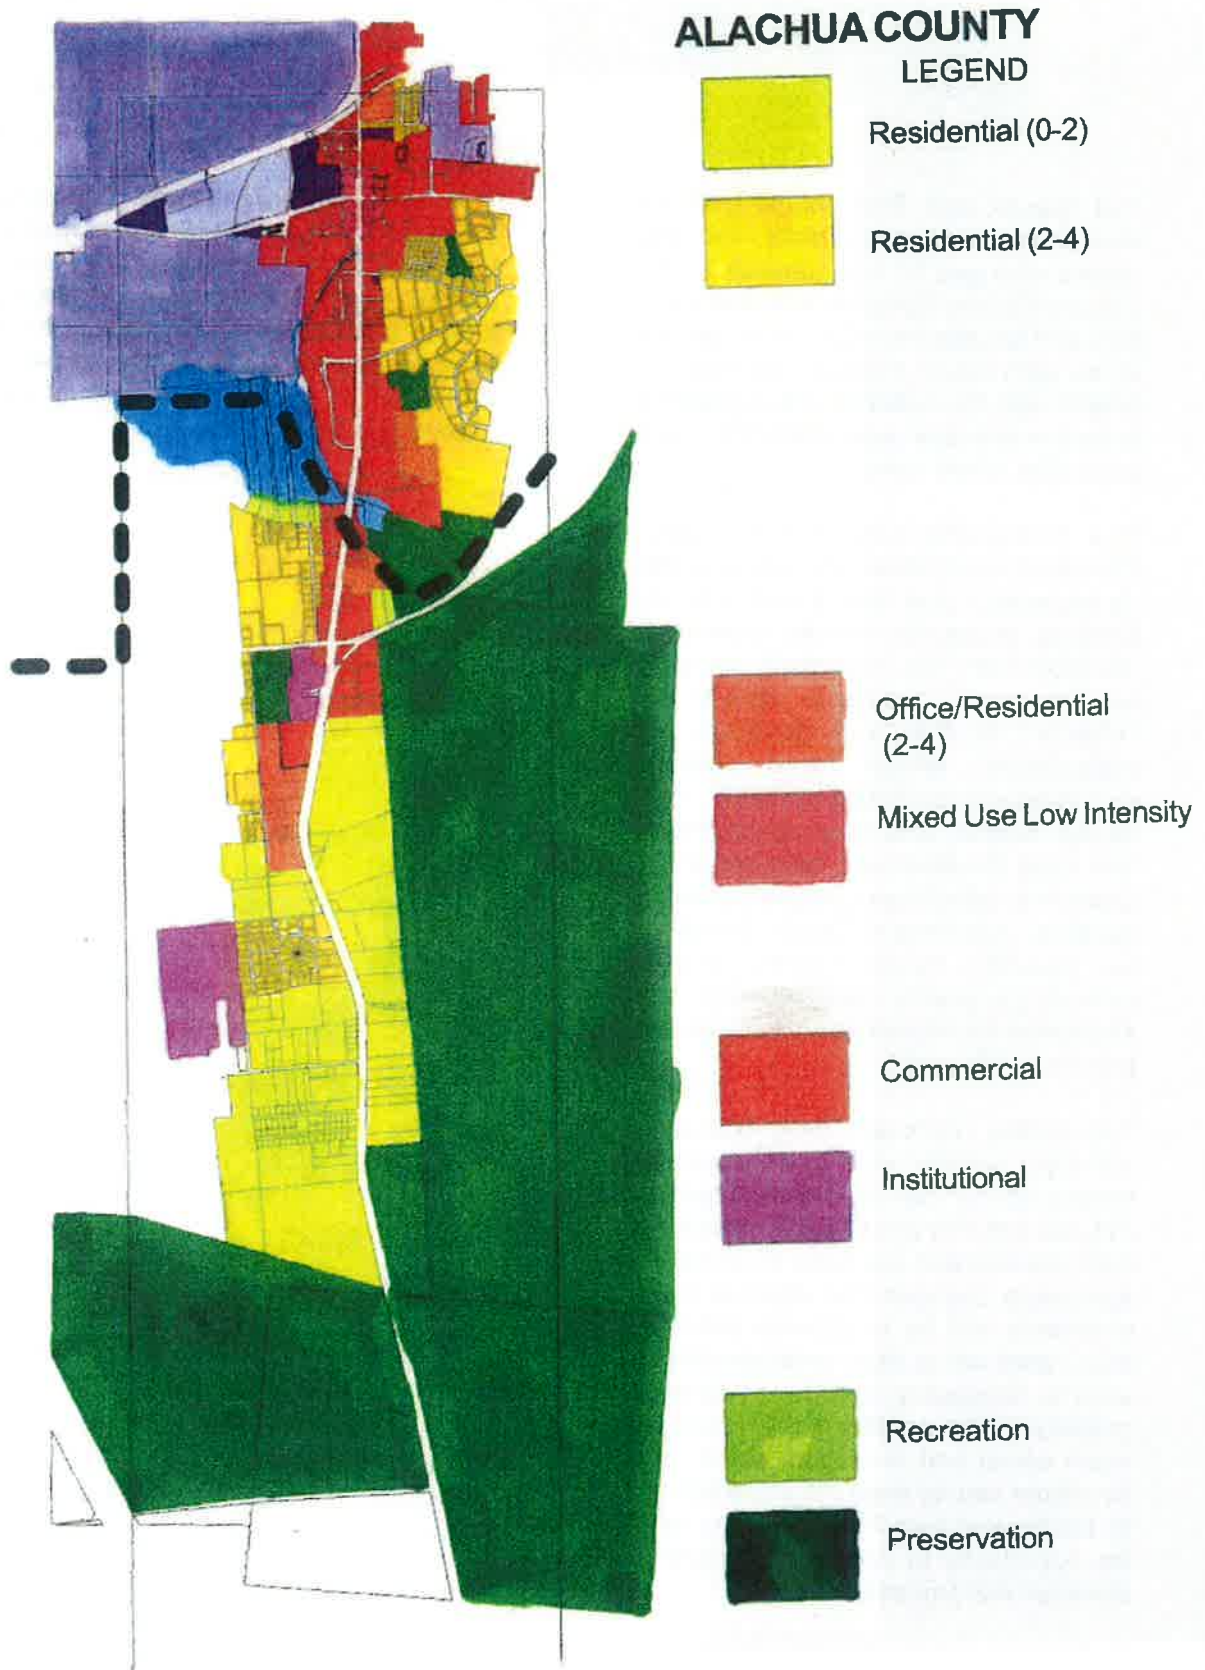 ALACHUA COUNTY
LEGEND
Residential (0-2)
Residential (2-4)
Office/Residential
(2-4)
Mixed Use Low Intensity
Commercial
Institutional
Recreation
Preservation